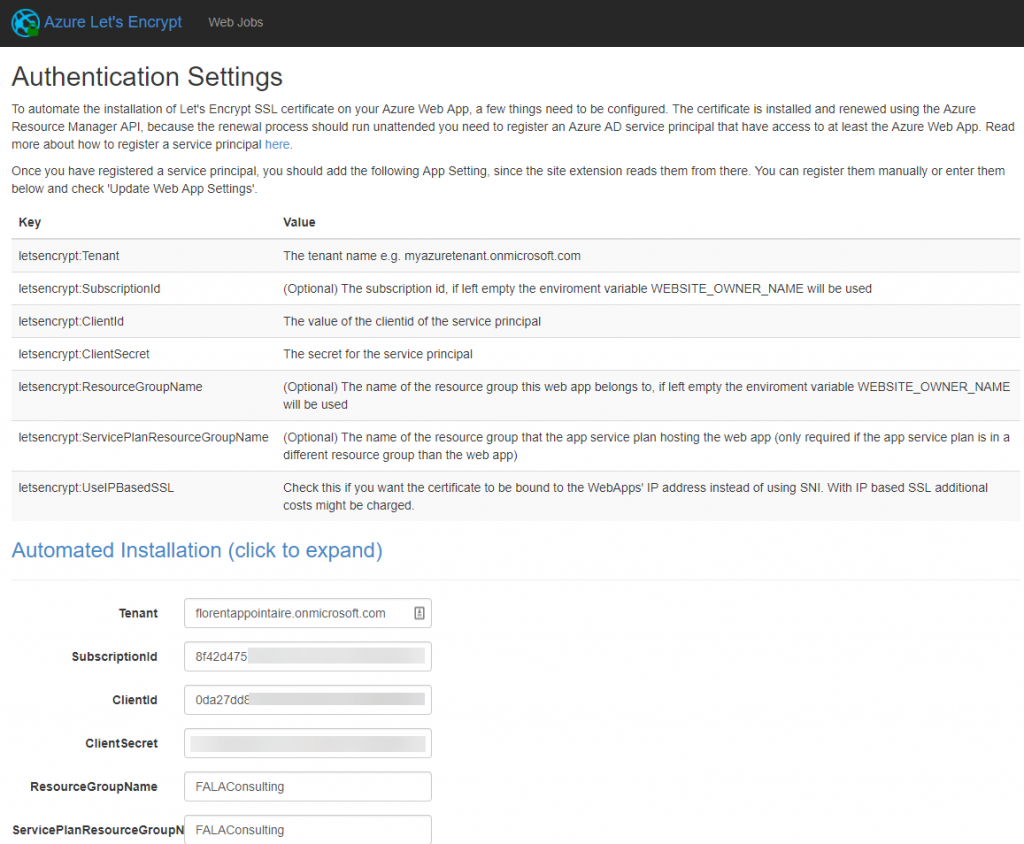 Azure Let's Encrypt Web Jobs
Authentication Settings
To automate the installation of Let's Encrypt SSL certificate on your Azure Web App, a few things need to be configured. The certificate is installed and renewed using the Azure
Resource Manager API, because the renewal process should run unattended you need to register an Azure AD service principal that have access to at least the Azure Web App. Read
more about how to register a service principal here.
Once you have registered a service principal, you should add the following App Setting, since the site extension reads them from there. You can register them manually or enter them
below and check 'Update Web App Settings'.
Key Value
letsencrypt:Tenant The tenant name e.g. myazuretenant.onmicrosoft.com
letsencrypt:SubscriptionId (Optional) The subscription id, if left empty the enviroment variable WEBSITE_OWNER_NAME will be used
letsencrypt:ClientId The value of the clientid of the service principal
letsencrypt:ClientSecret The secret for the service principal
letsencrypt:ResourceGroupName (Optional) The name of the resource group this web app belongs to, if left empty the enviroment variable WEBSITE_OWNER_NAME
will be used
letsencrypt:ServicePlanResourceGroupName (Optional) The name of the resource group that the app service plan hosting the web app (only required if the app service plan is in a
different resource group than the web app)
letsencrypt:UseIPBasedSSL Check this if you want the certificate to be bound to the WebApps' IP address instead of using SNI. With IP based SSL additional
costs might be charged.
Automated Installation (click to expand)
Tenant florentappointaire.onmicrosoft.com
SubscriptionId 8f42d475
ClientId 0da27dd8
ClientSecret
ResourceGroupName FALAConsulting
ServicePlanResourceGroupN FALAConsulting